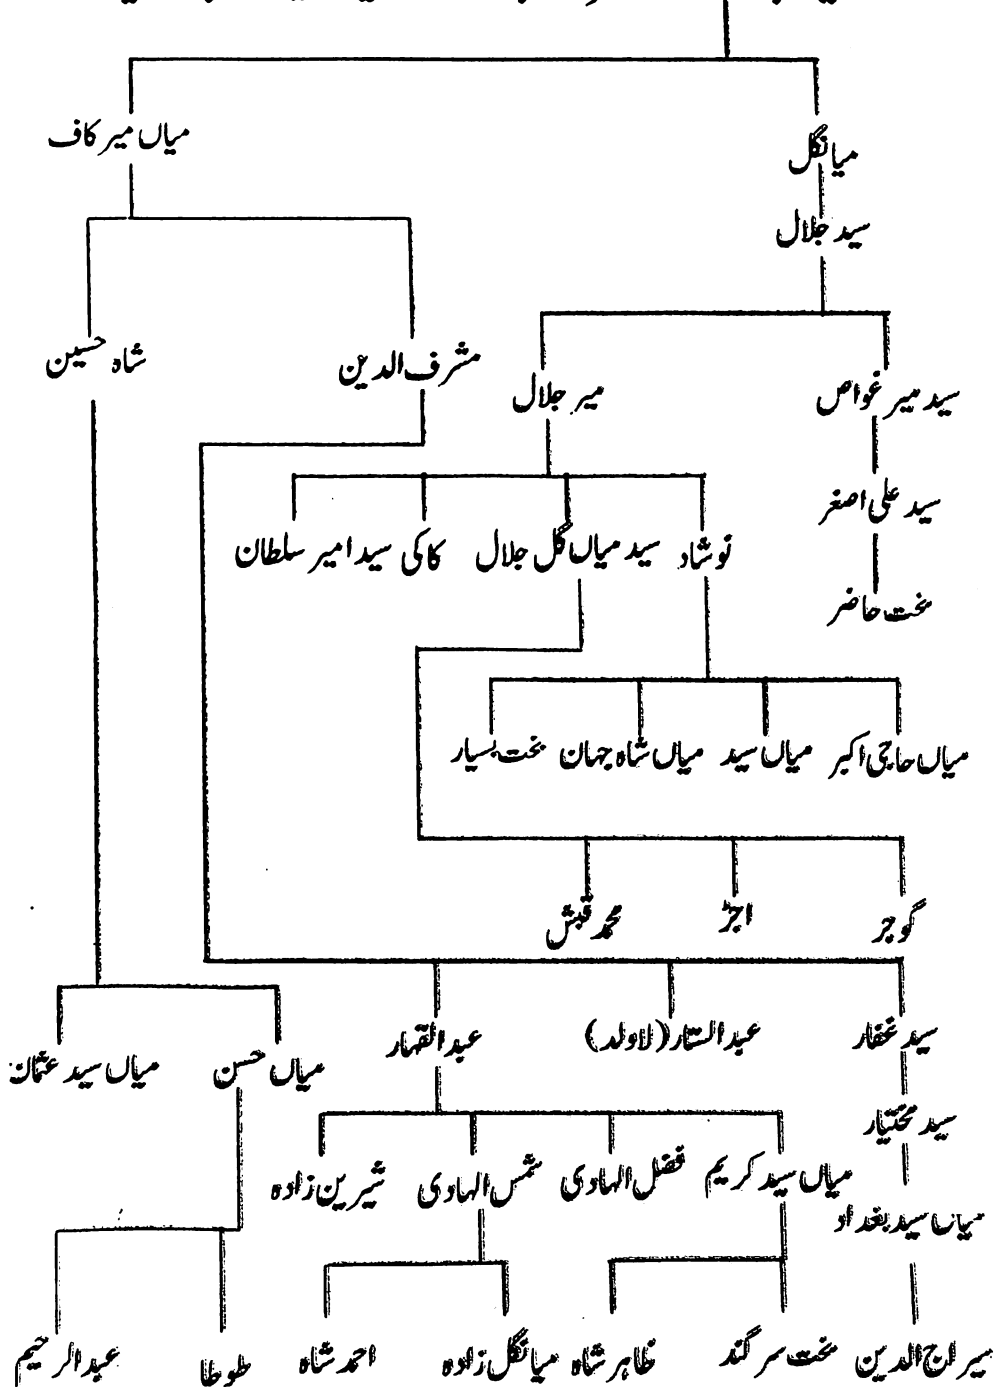 میاں میر کاف
میانگل
سید جلال
شاہ حسین
مشرف الدین
میر جلال
سید میر غواص
سید علی اصغر
نوشاد
سید میاں گل جلال
کاکی
سید امیر سلطان
بخت حاضر
میاں حاجی اکبر
میاں سید
میاں شاہ جہان
بخت بسیار
گوجر
اجڑ
محمد قبش
سید غفار
عبدالستار (لاولد)
عبدالقہار
میاں حسن
میاں سید عثمان
سید مختیار
میاں سید کریم
فضل الہادی
شمس الہادی
شیرین زادہ
میاں سید بغداد
میر لج الدین
بخت سرگند
ظاہر شاہ
میانگل زادہ
احمد شاہ
طوطا
عبدالرحیم